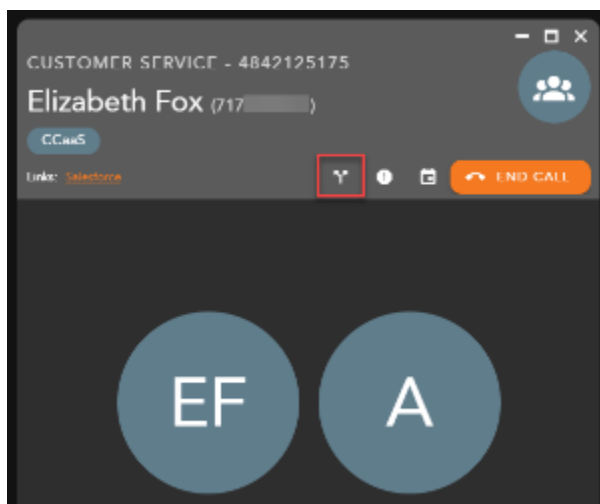 CUSTOMER SERVICE - 4842125175
Elizabeth Fox (717 )
CCaaS
Links: Salesforce
END CALL
EF
A